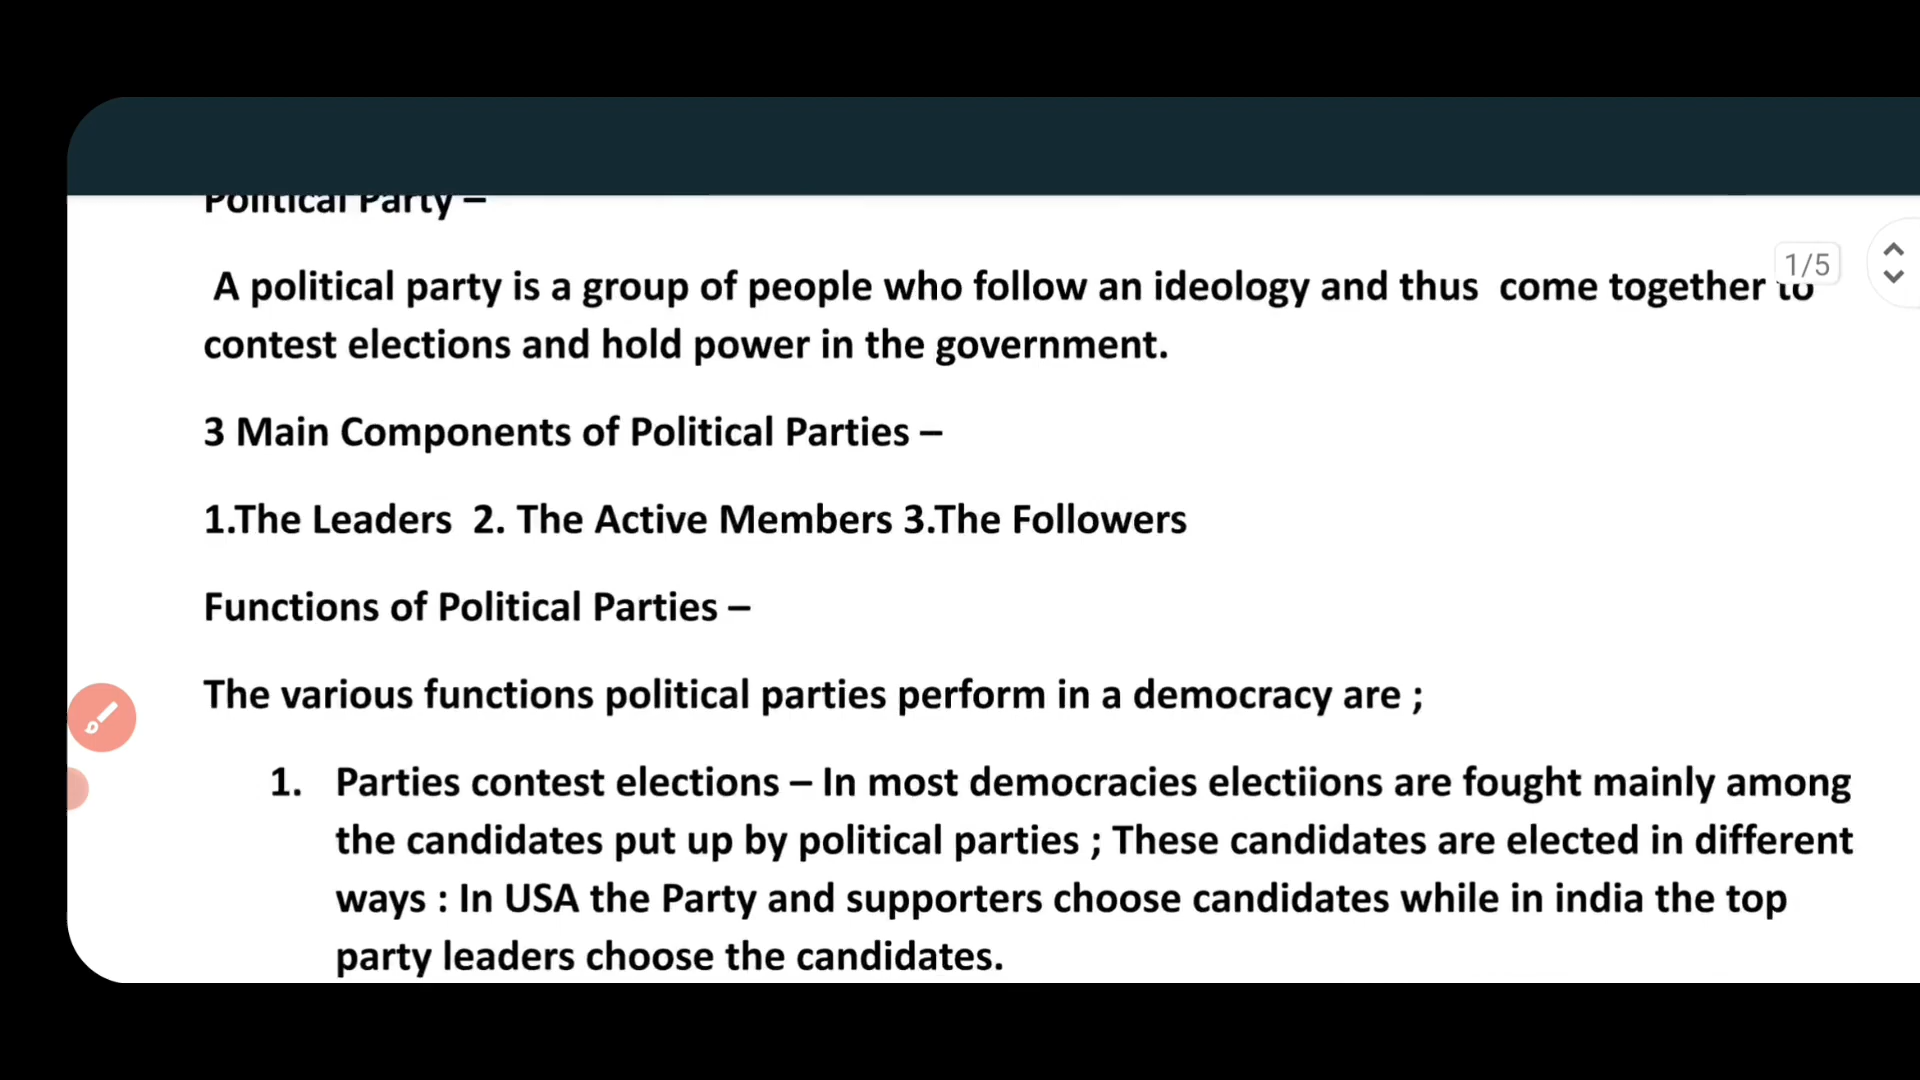 Political Party –
1/5
A political party is a group of people who follow an ideology and thus come together to
contest elections and hold power in the government.
3 Main Components of Political Parties –
1.The Leaders 2. The Active Members 3.The Followers
Functions of Political Parties –
The various functions political parties perform in a democracy are ;
1. Parties contest elections – In most democracies electiions are fought mainly among
the candidates put up by political parties ; These candidates are elected in different
ways : In USA the Party and supporters choose candidates while in india the top
party leaders choose the candidates.